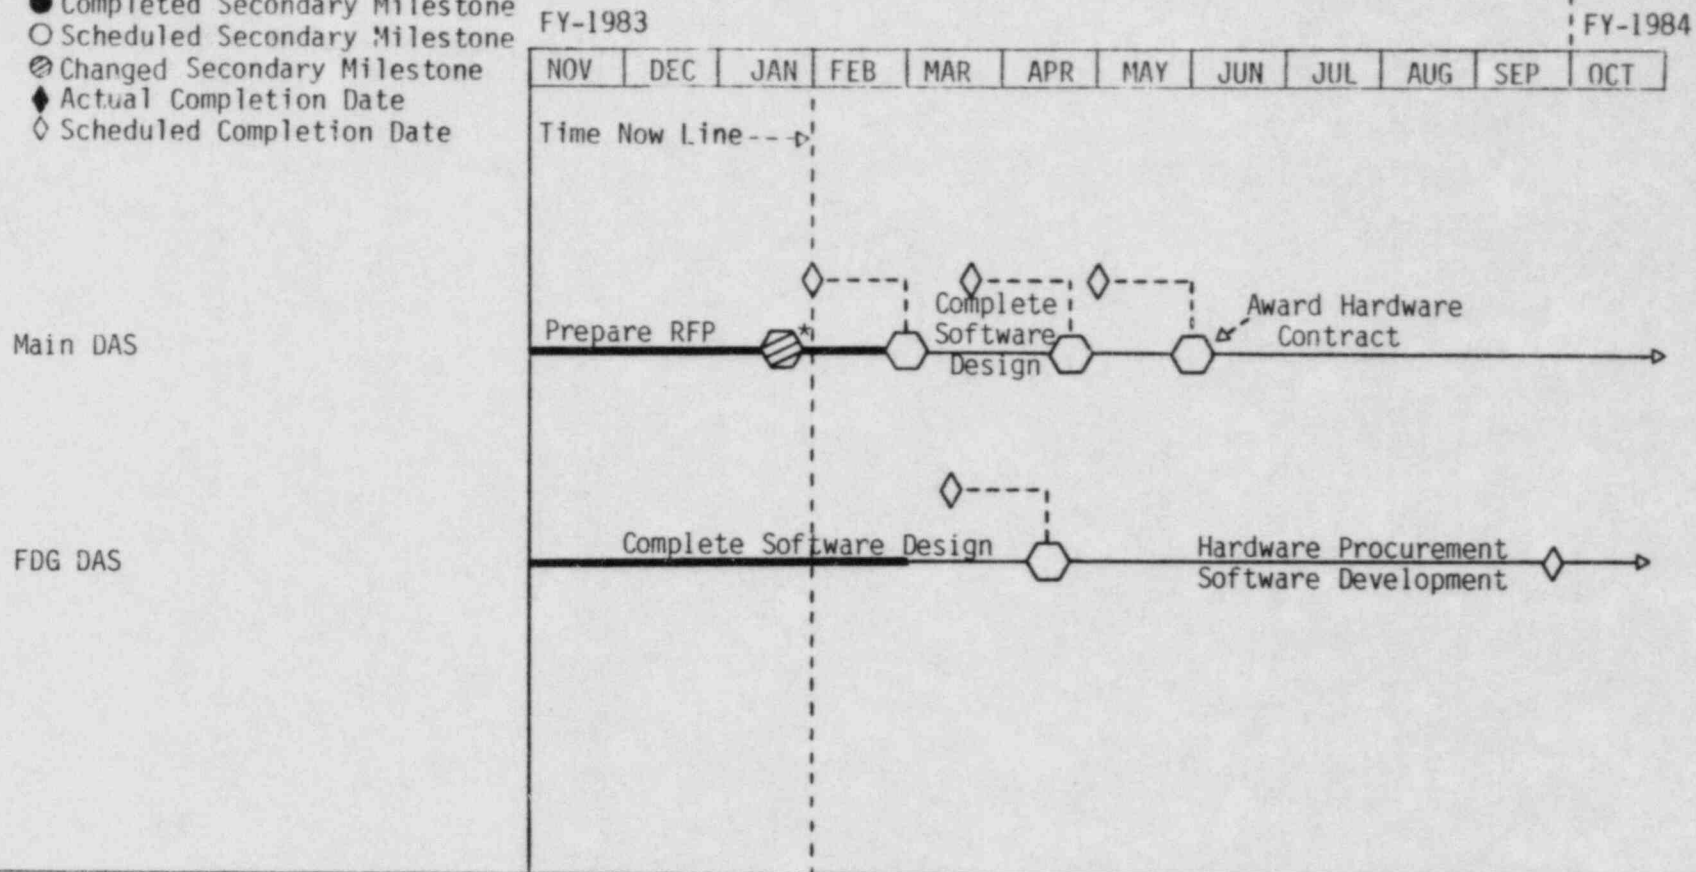 ● Completed Secondary Milestone
○ Scheduled Secondary Milestone
Changed Secondary Milestone
◆ Actual Completion Date
◇ Scheduled Completion Date
FY-1983
FY-1984
NOV DEC JAN FEB MAR APR MAY JUN JUL AUG SEP OCT
Time Now Line
Main DAS
Prepare RFP
*
Complete
Software
Design
Award Hardware
Contract
FDG DAS
Complete Software Design
Hardware Procurement
Software Development